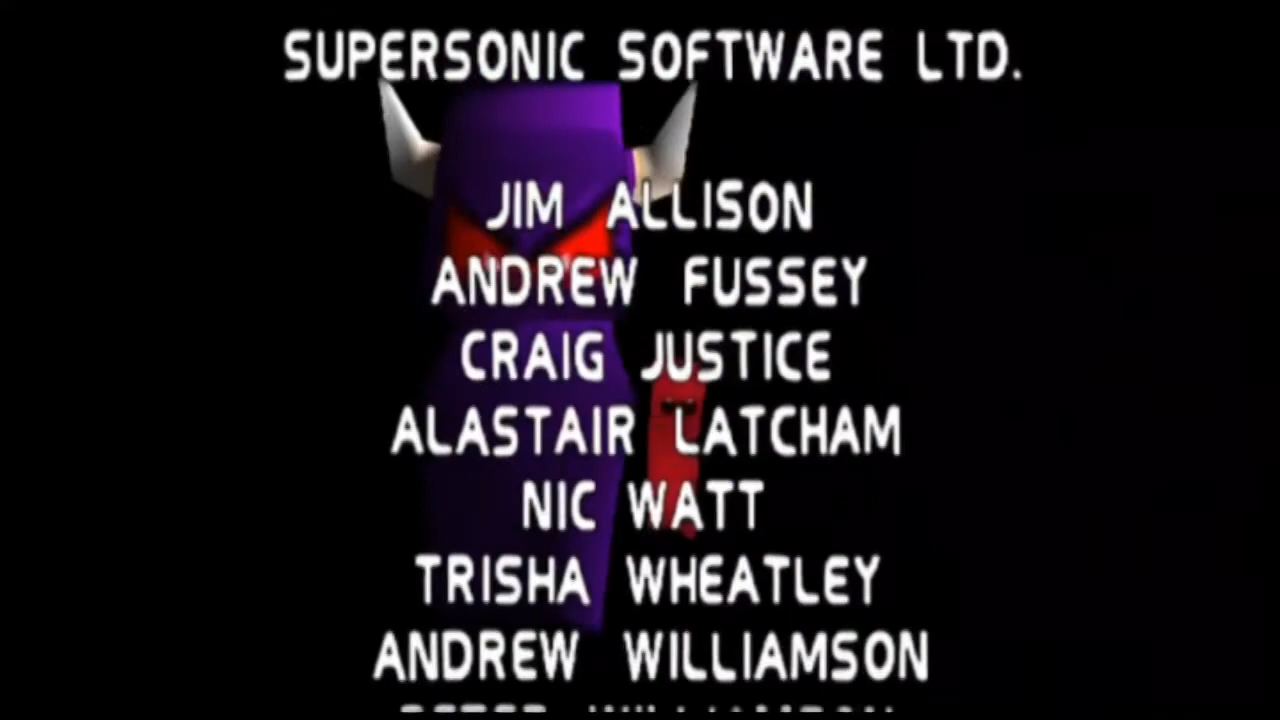 SUPERSONIC SOFTWARE LTD.
JIM ALLISON
ANDREW FUSSEY
CRAIG JUSTICE
ALASTAIR LATCHAM
NIC WATT
TRISHA WHEATLEY
ANDREW WILLIAMSON